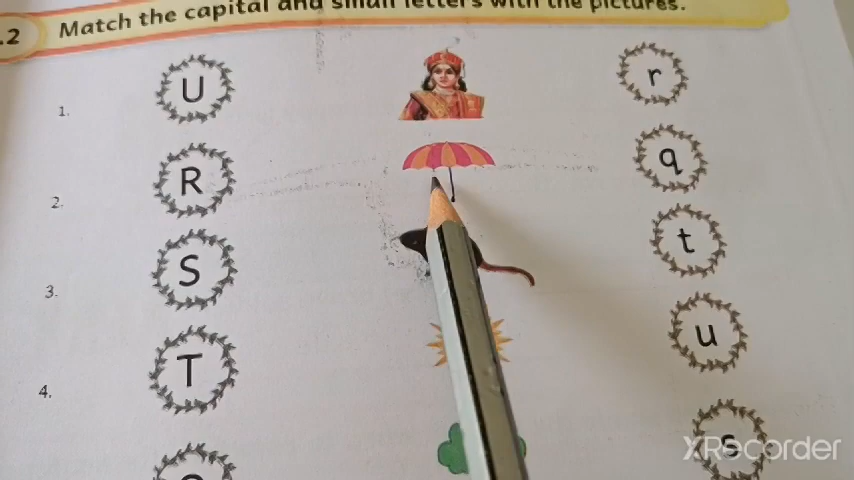 .2 Match the capital and small letters with the pictures.
1. U r
2. R q
3. S t
4. T u
s
XRecorder